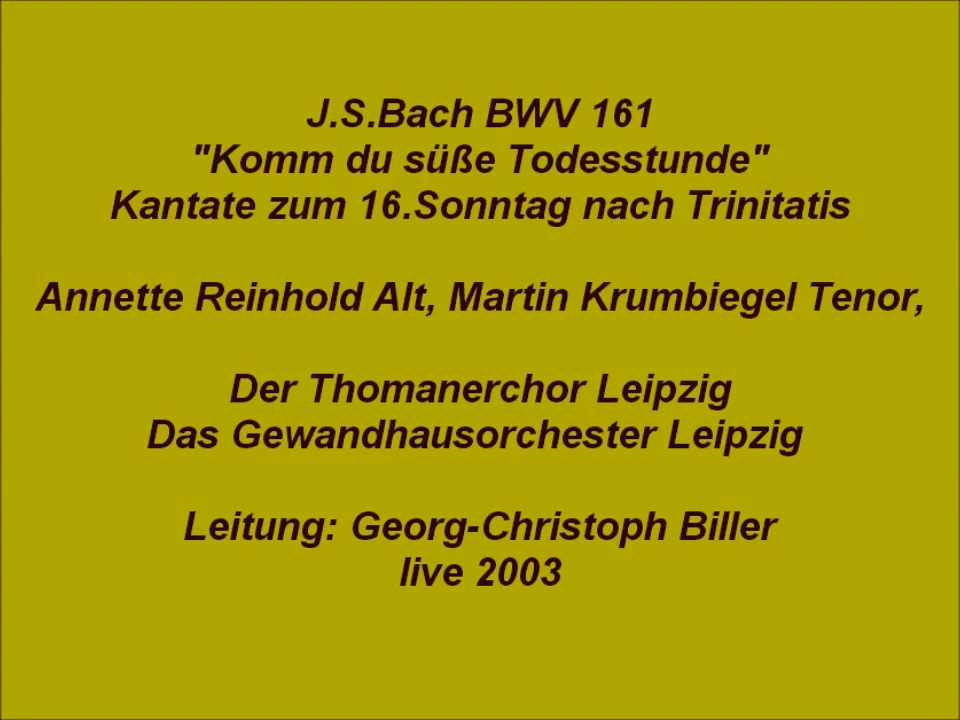 J.S.Bach BWV 161
"Komm du süße Todesstunde"
Kantate zum 16.Sonntag nach Trinitatis
Annette Reinhold Alt, Martin Krumbiegel Tenor,
Der Thomanerchor Leipzig
Das Gewandhausorchester Leipzig
Leitung: Georg-Christoph Biller
live 2003